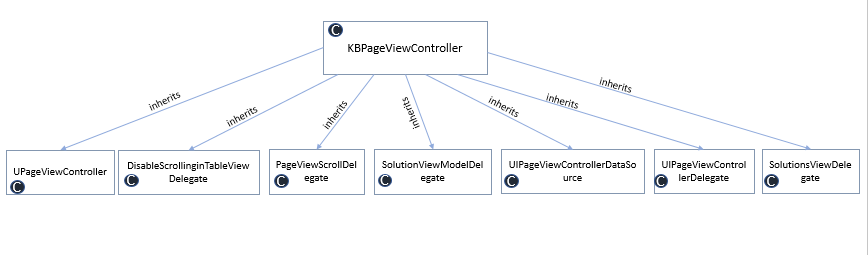 C
KBPageViewController
inherits
inherits
inherits
inherits
inherits
inherits
inherits
UPageViewController
C
DisableScrollinginTableView
Delegate
C
PageViewScrollDel
egate
C
SolutionViewModelDel
egate
C
UIPageViewControllerDataSo
urce
C
UIPageViewControl
lerDelegate
C
SolutionsViewDele
gate
C